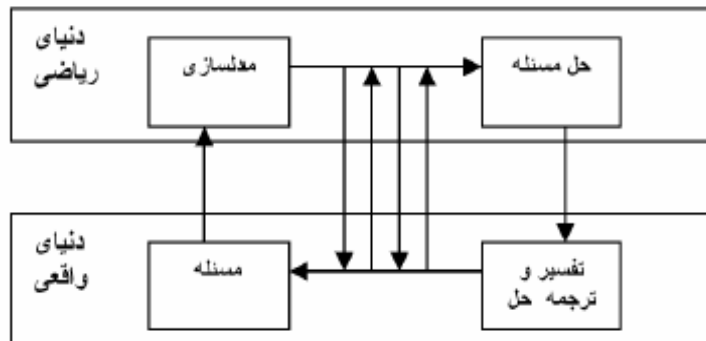 دنیای
ریاضی
مدلسازی
حل مسئله
دنیای
واقعی
مسئله
تفسیر و
ترجمه حل